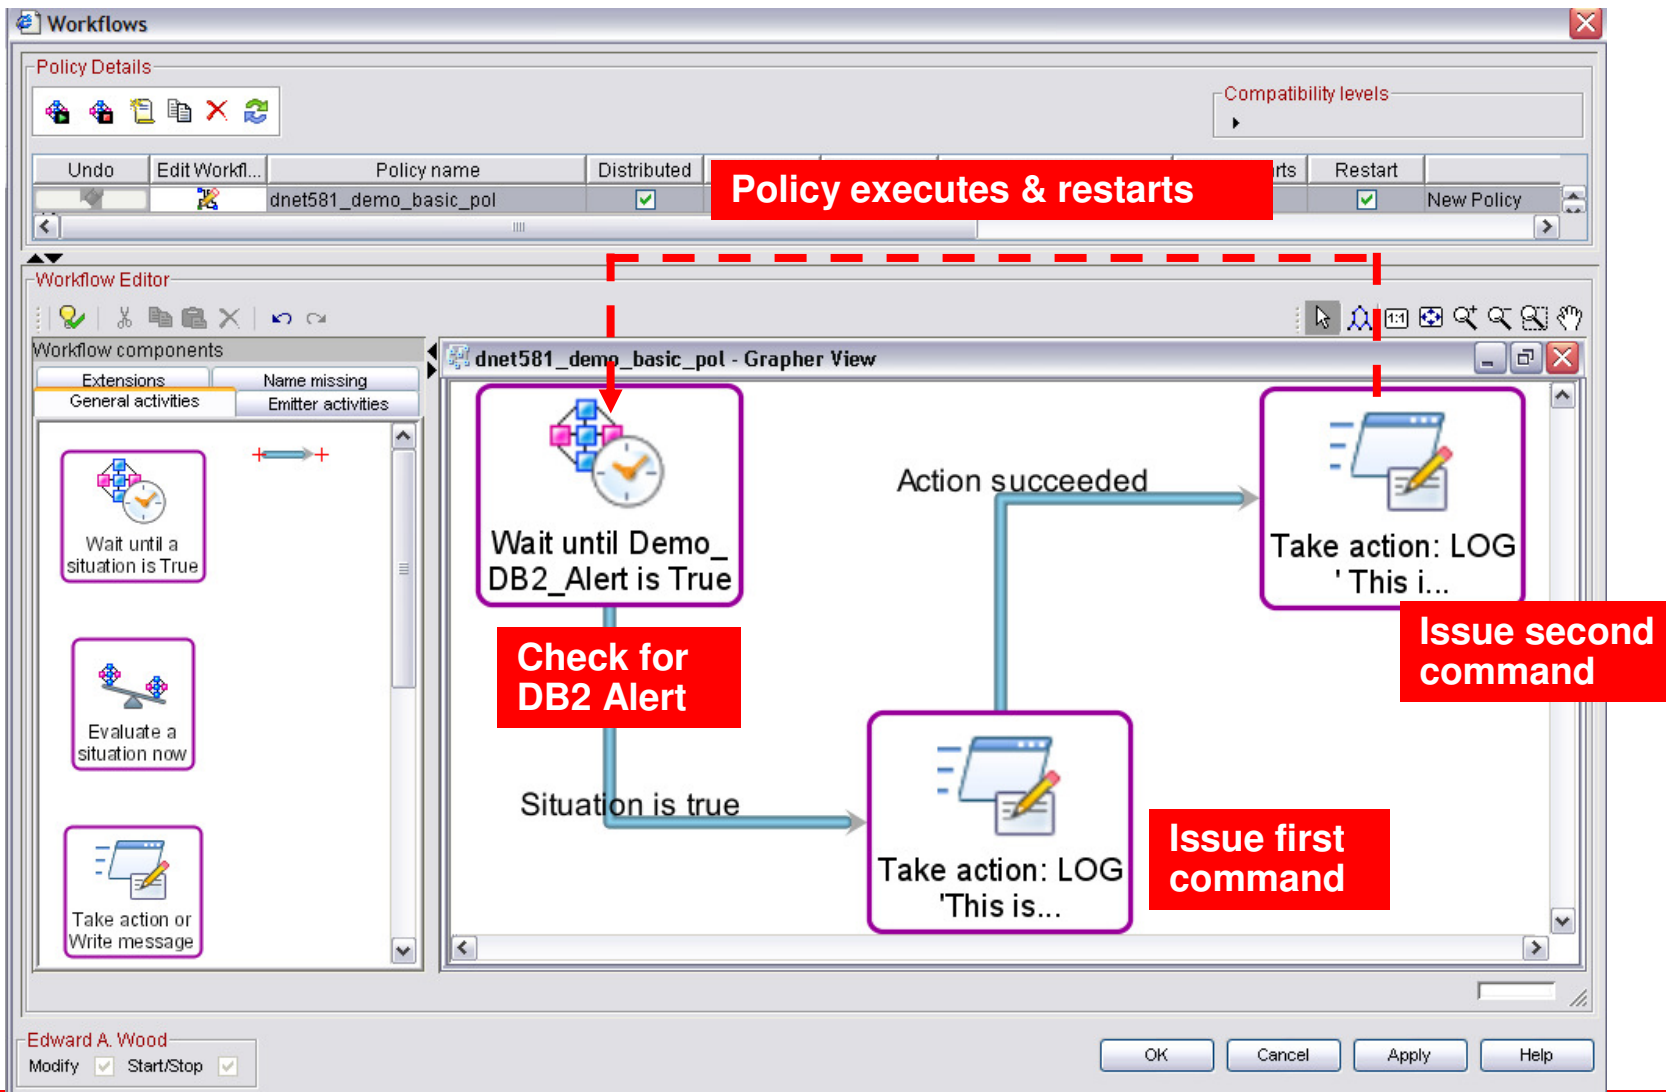 Workflows
Policy Details
Compatibility levels
Undo
Edit Workfl...
Policy name
Distributed
Restart
dnet581_demo_basic_pol
New Policy
Policy executes & restarts
Workflow Editor
1:1
Workflow components
Extensions
Name missing
General activities
Emitter activities
Wait until a
situation is True
Evaluate a
situation now
Take action or
Write message
dnet581_demo_basic_pol - Grapher View
Wait until Demo_
DB2_Alert is True
Check for
DB2 Alert
Situation is true
Take action: LOG
'This is...
Issue first
command
Action succeeded
Take action: LOG
' This i...
Issue second
command
Edward A. Wood
Modify
Start/Stop
OK
Cancel
Apply
Help